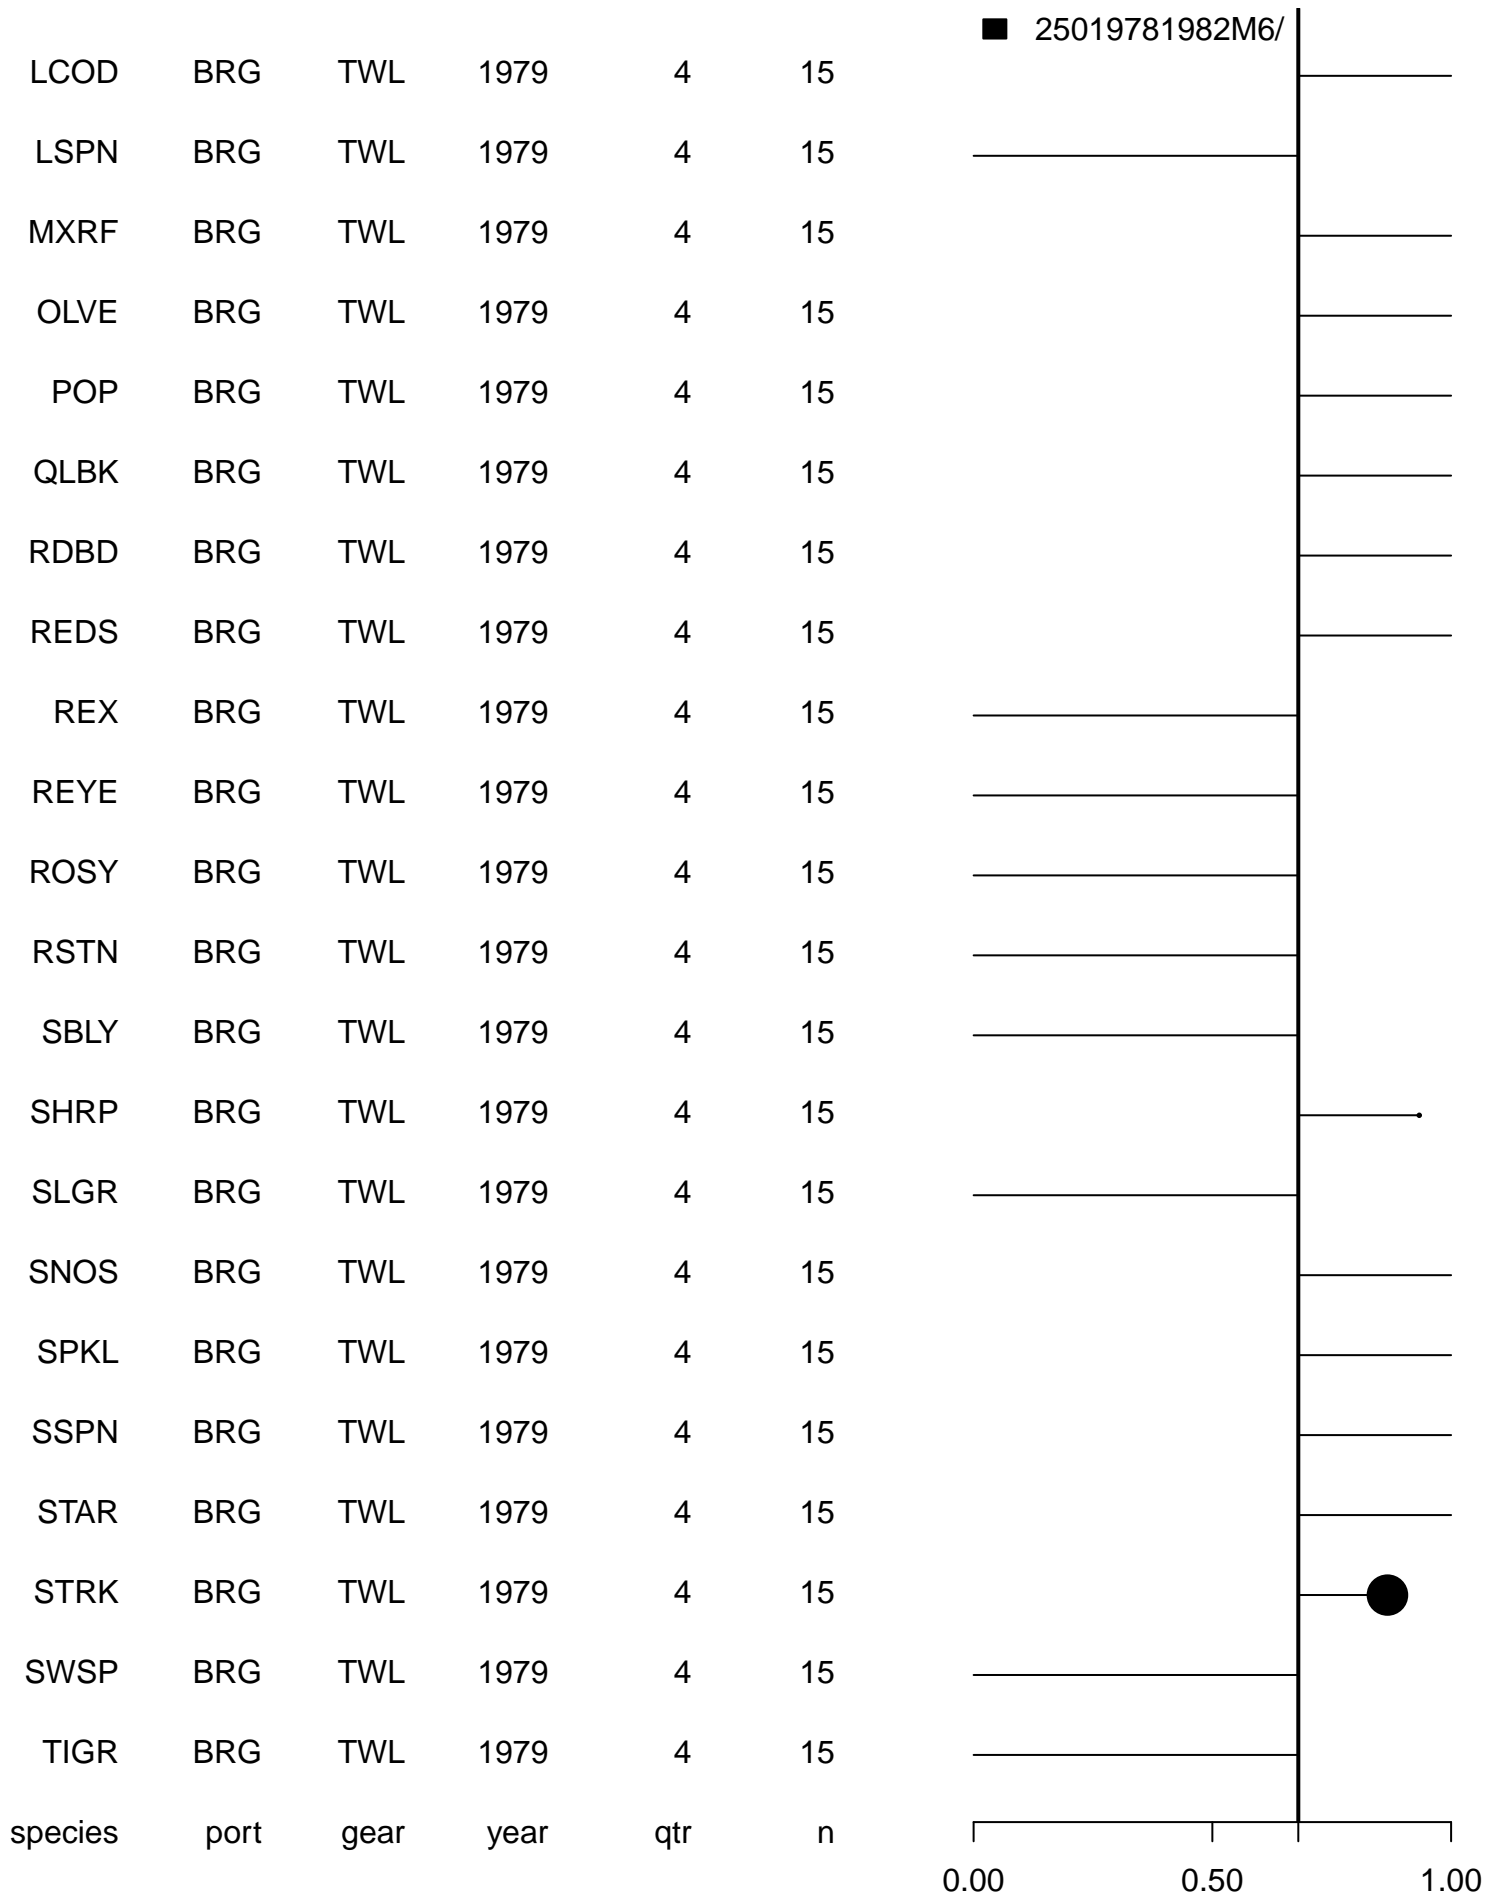 25019781982M6/
LCOD BRG TWL 1979 4 15
LSPN BRG TWL 1979 4 15
MXRF BRG TWL 1979 4 15
OLVE BRG TWL 1979 4 15
POP BRG TWL 1979 4 15
QLBK BRG TWL 1979 4 15
RDBD BRG TWL 1979 4 15
REDS BRG TWL 1979 4 15
REX BRG TWL 1979 4 15
REYE BRG TWL 1979 4 15
ROSY BRG TWL 1979 4 15
RSTN BRG TWL 1979 4 15
SBLY BRG TWL 1979 4 15
SHRP BRG TWL 1979 4 15
SLGR BRG TWL 1979 4 15
SNOS BRG TWL 1979 4 15
SPKL BRG TWL 1979 4 15
SSPN BRG TWL 1979 4 15
STAR BRG TWL 1979 4 15
STRK BRG TWL 1979 4 15
SWSP BRG TWL 1979 4 15
TIGR BRG TWL 1979 4 15
species port gear year qtr n
0.00 0.50 1.00